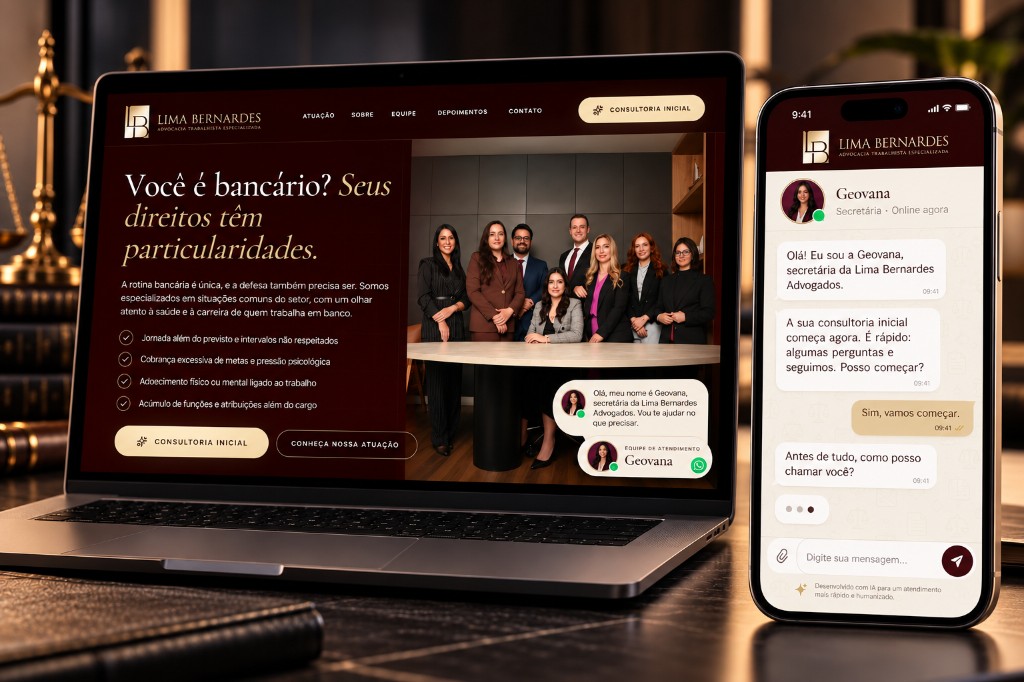 LB
LIMA BERNARDES
ADVOCACIA TRABALHISTA ESPECIALIZADA
ATUAÇÃO
SOBRE
EQUIPE
DEPOIMENTOS
CONTATO
CONSULTORIA INICIAL
Você é bancário? Seus
direitos têm
particularidades.
A rotina bancária é única, e a defesa também precisa ser. Somos
especializados em situações comuns do setor, com um olhar
atento à saúde e à carreira de quem trabalha em banco.
Jornada além do previsto e intervalos não respeitados
Cobrança excessiva de metas e pressão psicológica
Adoecimento físico ou mental ligado ao trabalho
Acúmulo de funções e atribuições além do cargo
CONSULTORIA INICIAL
CONHEÇA NOSSA ATUAÇÃO
Olá, meu nome é Geovana,
secretária da Lima Bernardes
Advogados. Vou te ajudar no
que precisar.
EQUIPE DE ATENDIMENTO
Geovana
9:41
LB
LIMA BERNARDES
ADVOCACIA TRABALHISTA ESPECIALIZADA
Geovana
Secretária • Online agora
Olá! Eu sou a Geovana,
secretária da Lima Bernardes
Advogados.
09:41
A sua consultoria inicial
começa agora. É rápido:
algumas perguntas e
seguimos. Posso começar?
09:41
Sim, vamos começar.
09:41
Antes de tudo, como posso
chamar você?
09:41
Digite sua mensagem...
Desenvolvido com IA para um atendimento
mais rápido e humanizado.